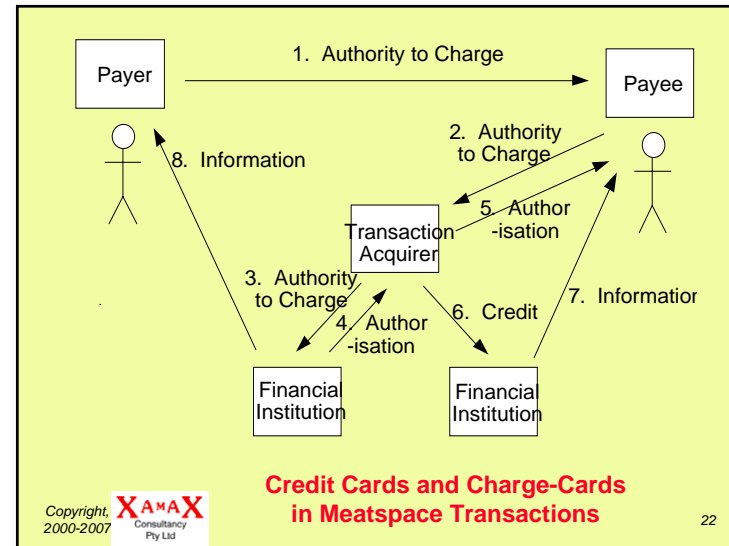 1. Authority to Charge
Payer
Payee
2. Authority
to Charge
8. Information
5. Author
-isation
Transaction
Acquirer
3. Authority
to Charge
4. Author
-isation
6. Credit
7. Information
Financial
Institution
Financial
Institution
Credit Cards and Charge-Cards
in Meatspace Transactions
Copyright,
2000-2007
XAMAX
Consultancy
Pty Ltd
22